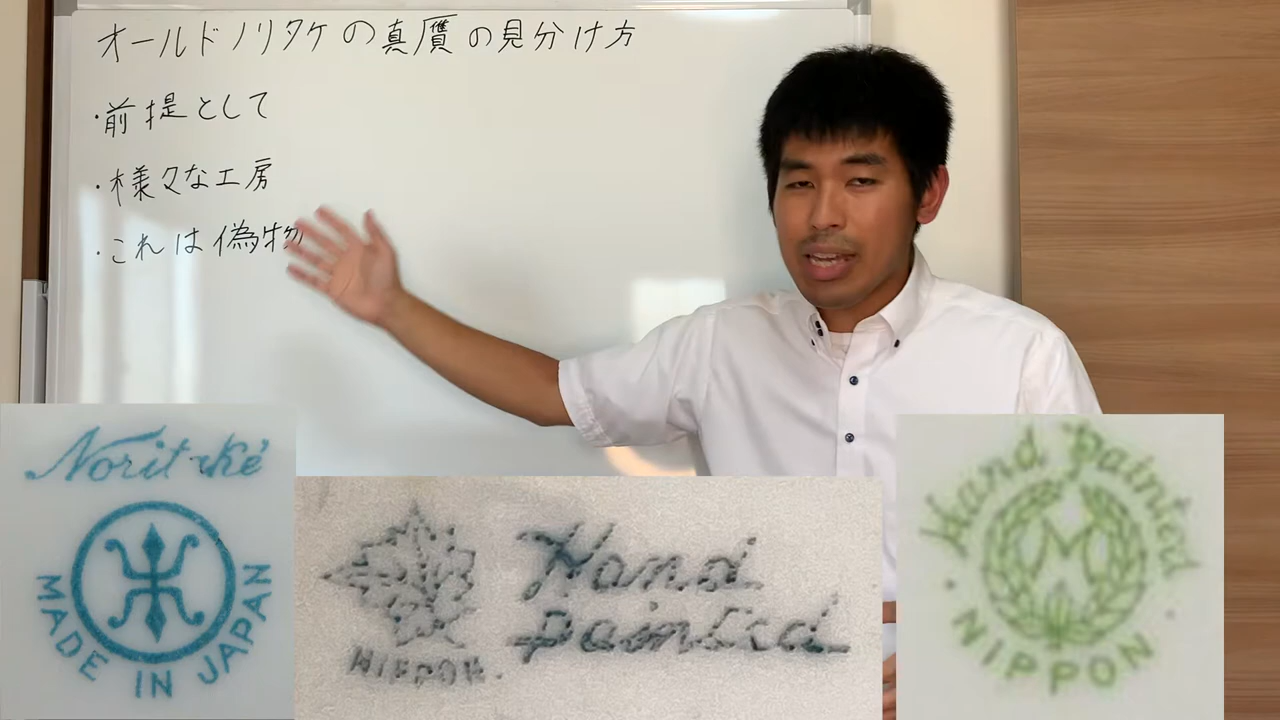 オールドノリタケの真贋の見分け方
・前提として
・様々な工房
・これは偽物
Noritaké
MADE IN JAPAN
NIPPON
Hand
painted
Hand Painted
M
・NIPPON・